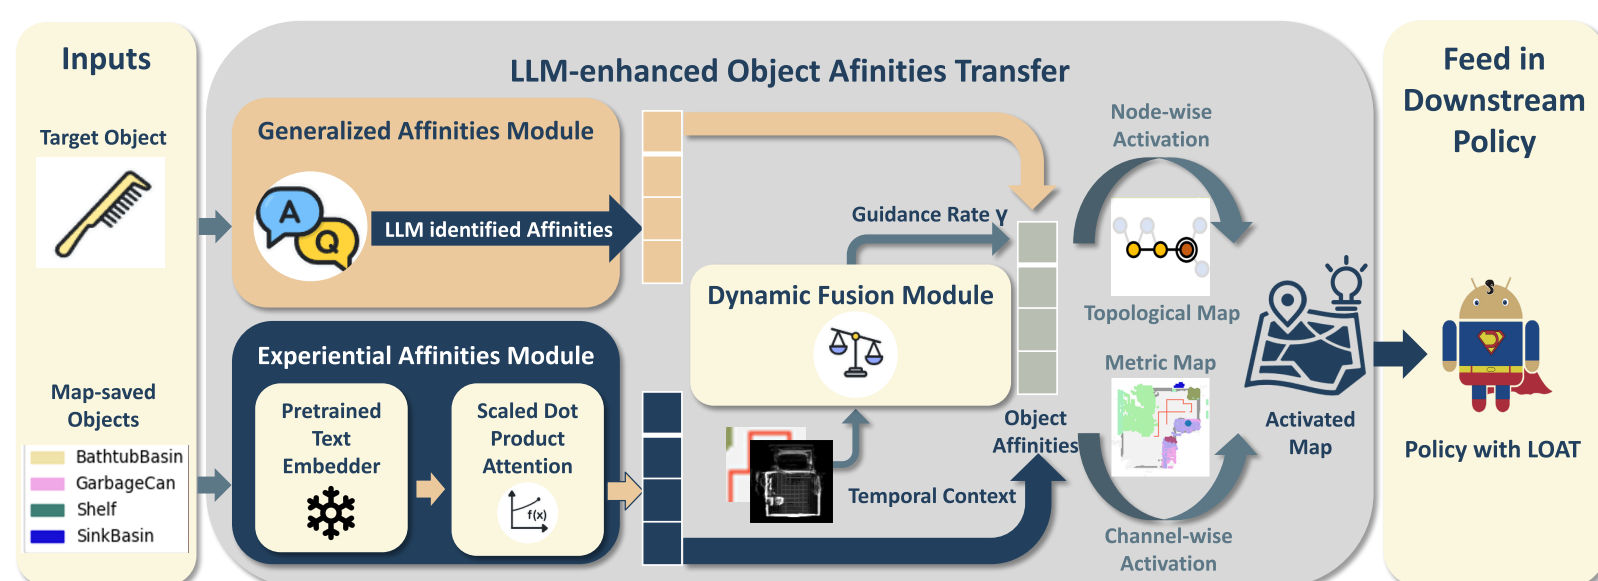 Inputs
Target Object
Map-saved
Objects
BathtubBasin
GarbageCan
Shelf
SinkBasin
LLM-enhanced Object Afinities Transfer
Generalized Affinities Module
A
Q
LLM identified Affinities
Experiential Affinities Module
Pretrained
Text
Embedder
Scaled Dot
Product
Attention
f(x)
Guidance Rate γ
Dynamic Fusion Module
Temporal Context
Object
Affinities
Node-wise
Activation
Topological Map
Metric Map
Channel-wise
Activation
Activated
Map
Feed in
Downstream
Policy
Policy with LOAT